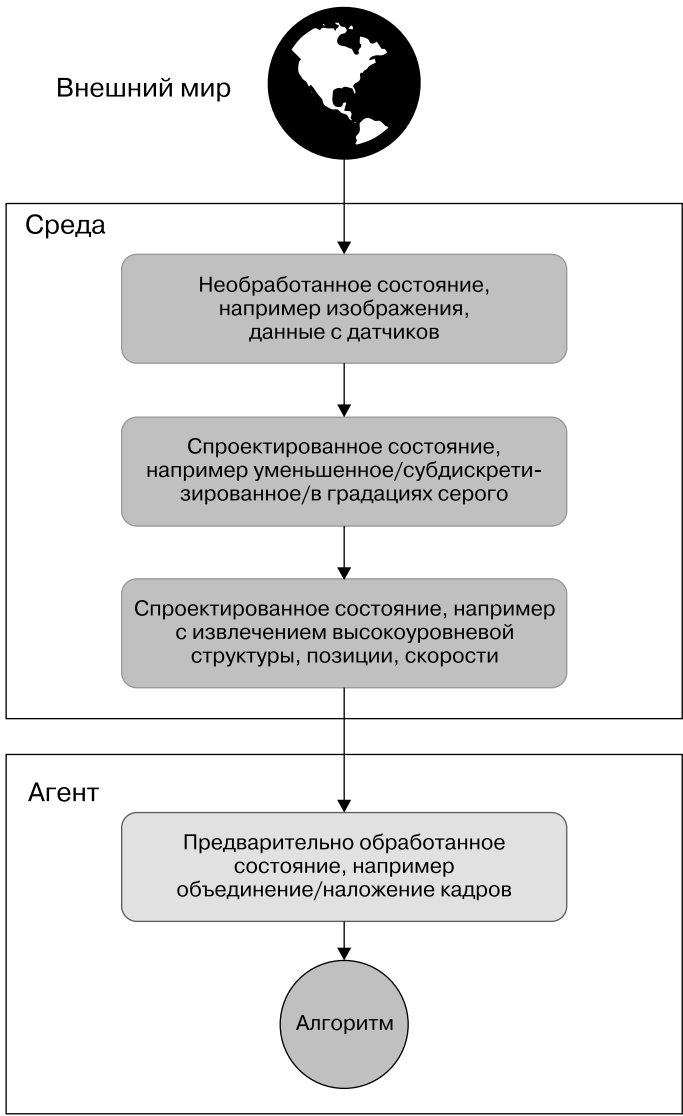 Внешний мир
Среда
Необработанное состояние,
например изображения,
данные с датчиков
Спроектированное состояние,
например уменьшенное/субдискрети-
зированное/в градациях серого
Спроектированное состояние, например
с извлечением высокоуровневой
структуры, позиции, скорости
Агент
Предварительно обработанное
состояние, например
объединение/наложение кадров
Алгоритм